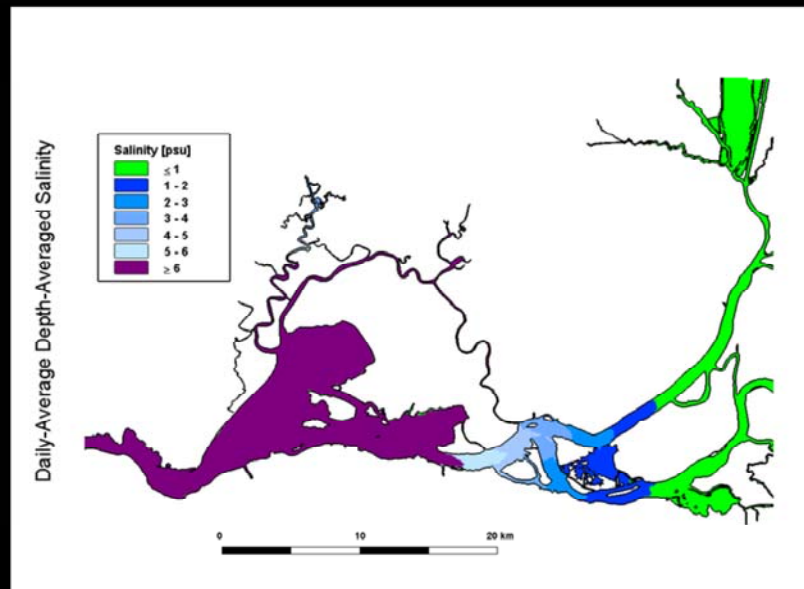 Daily-Average Depth-Averaged Salinity
Salinity [psu]
≤ 1
1 - 2
2 - 3
3 - 4
4 - 5
5 - 6
≥ 6
0 10 20 km